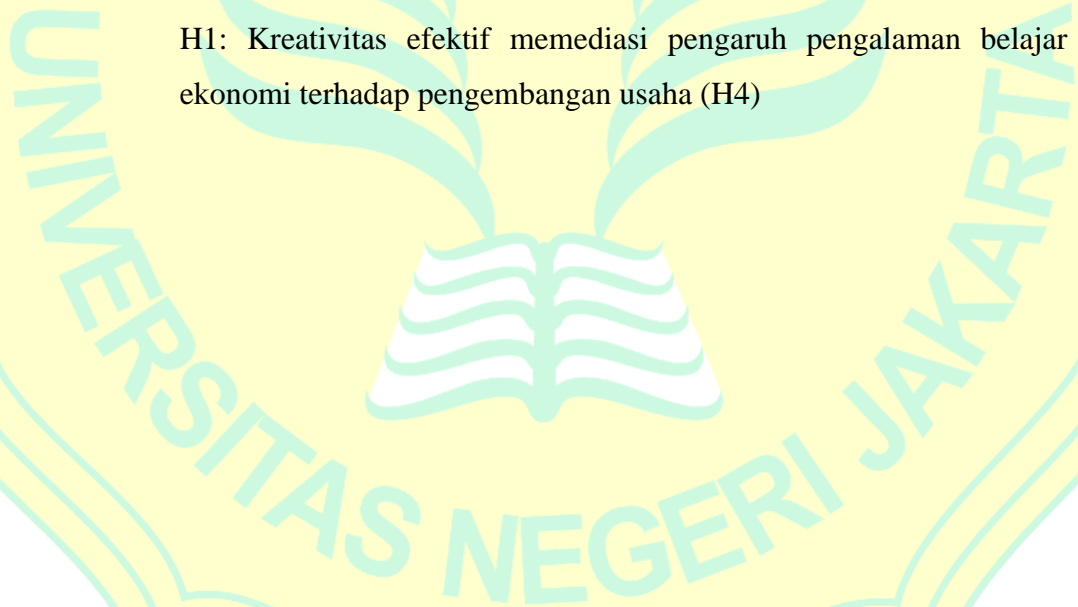 H1: Kreativitas efektif memediasi pengaruh pengalaman belajar
ekonomi terhadap pengembangan usaha (H4)
UNIVERSITAS NEGERI JAKARTA